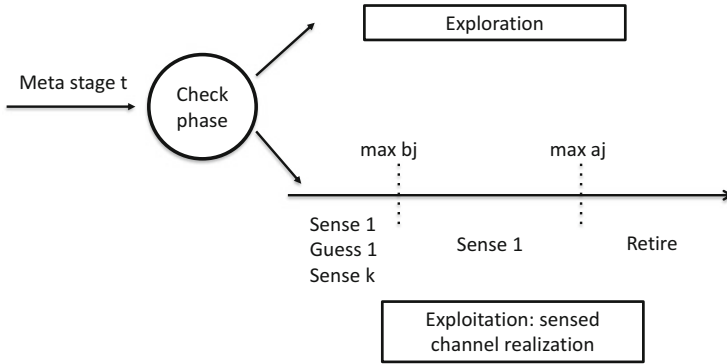 Exploration
Meta stage t
Check
phase
max bj
max aj
Sense 1
Guess 1
Sense k
Sense 1
Retire
Exploitation: sensed
channel realization